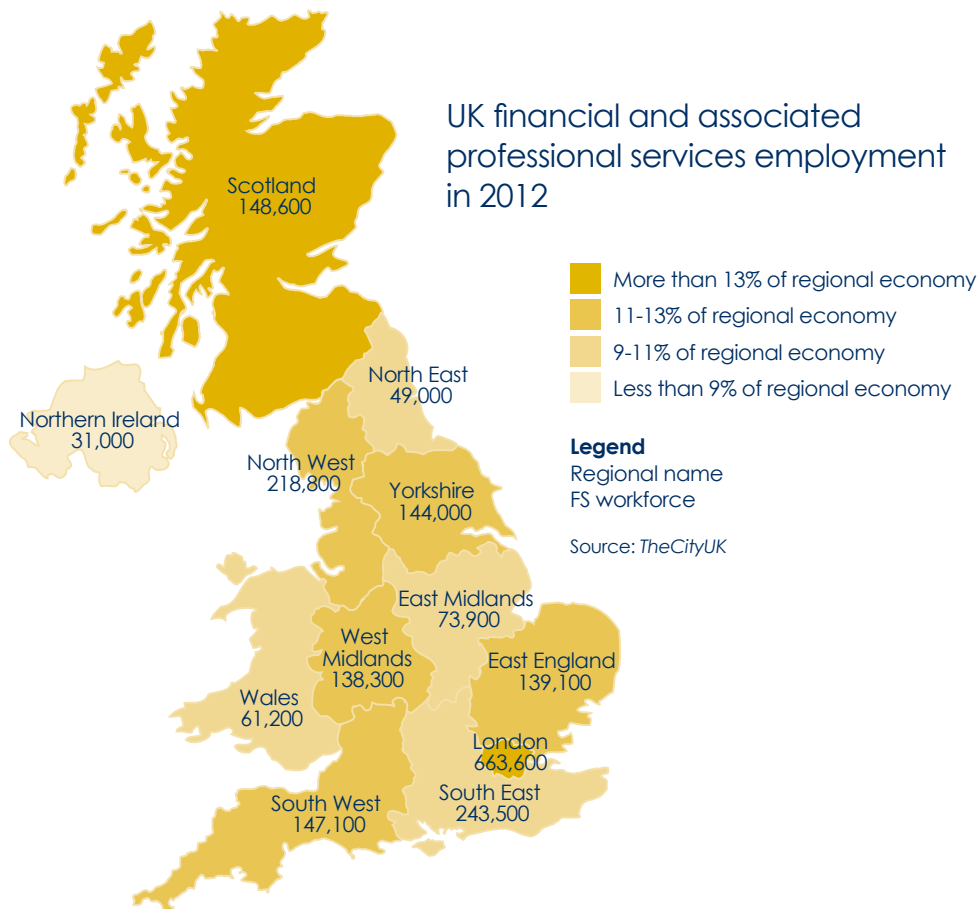 UK financial and associated
professional services employment
in 2012
Scotland
148,600
More than 13% of regional economy
11-13% of regional economy
9-11% of regional economy
Less than 9% of regional economy
North East
49,000
Northern Ireland
31,000
Legend
Regional name
FS workforce
North West
218,800
Yorkshire
144,000
Source: TheCityUK
East Midlands
73,900
West
Midlands
138,300
East England
139,100
Wales
61,200
London
663,600
South East
243,500
South West
147,100